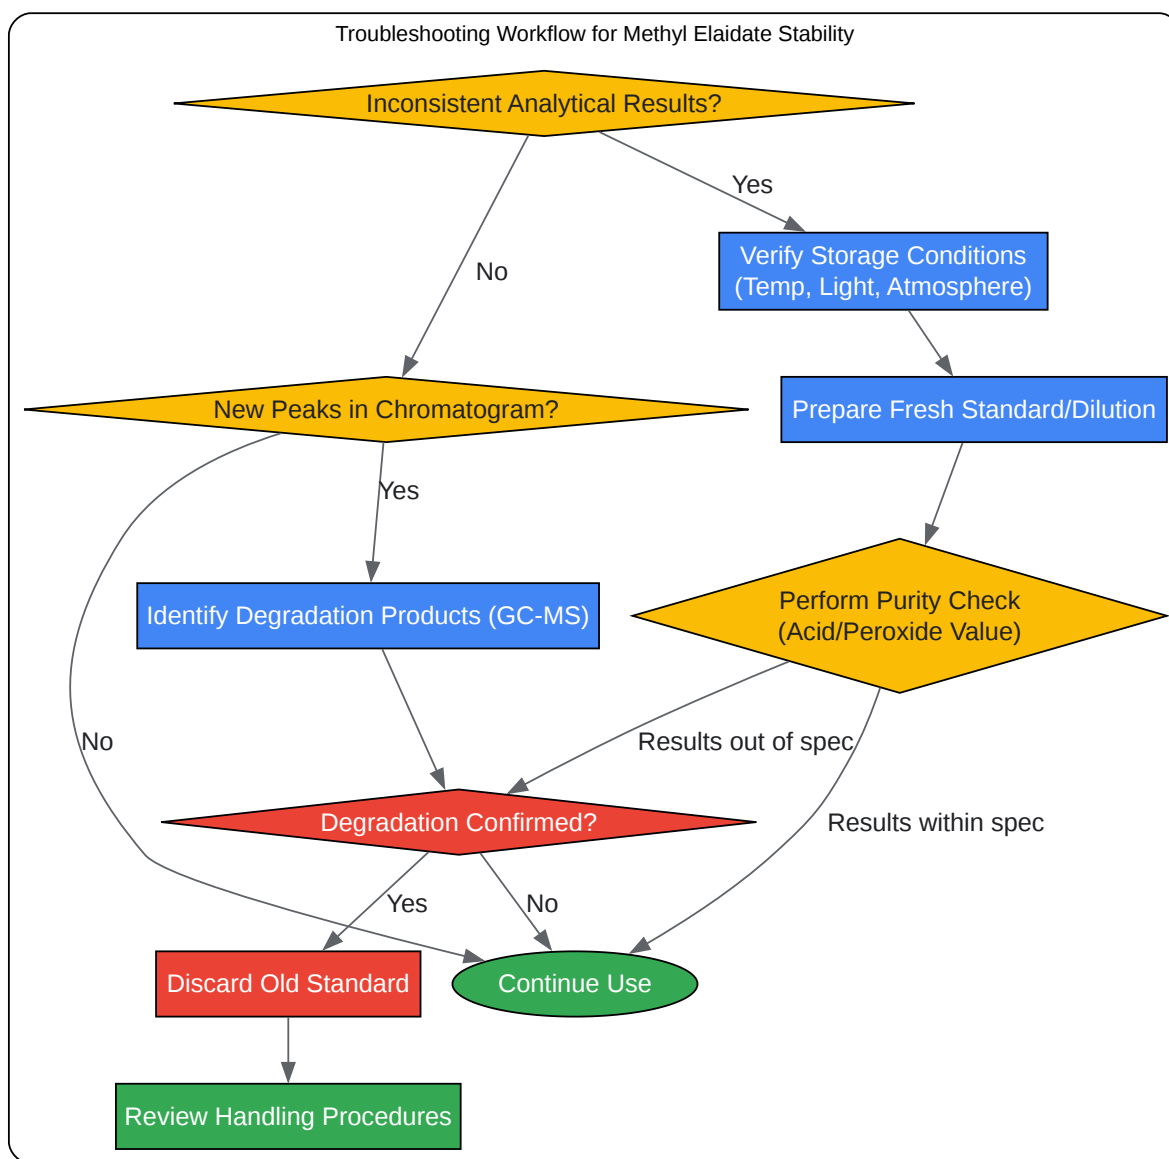 Troubleshooting Workflow for Methyl Elaidate Stability
Inconsistent Analytical Results?
Yes
No
Verify Storage Conditions
(Temp, Light, Atmosphere)
New Peaks in Chromatogram?
Prepare Fresh Standard/Dilution
Yes
Identify Degradation Products (GC-MS)
Perform Purity Check
(Acid/Peroxide Value)
No
Results out of spec
Degradation Confirmed?
Results within spec
Yes
No
Discard Old Standard
Continue Use
Review Handling Procedures